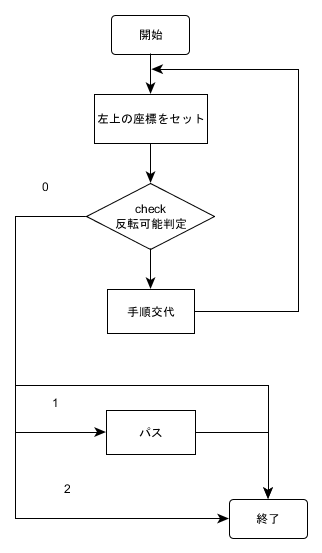 開始
左上の座標をセット
0
check
反転可能判定
手順交代
1
パス
2
終了